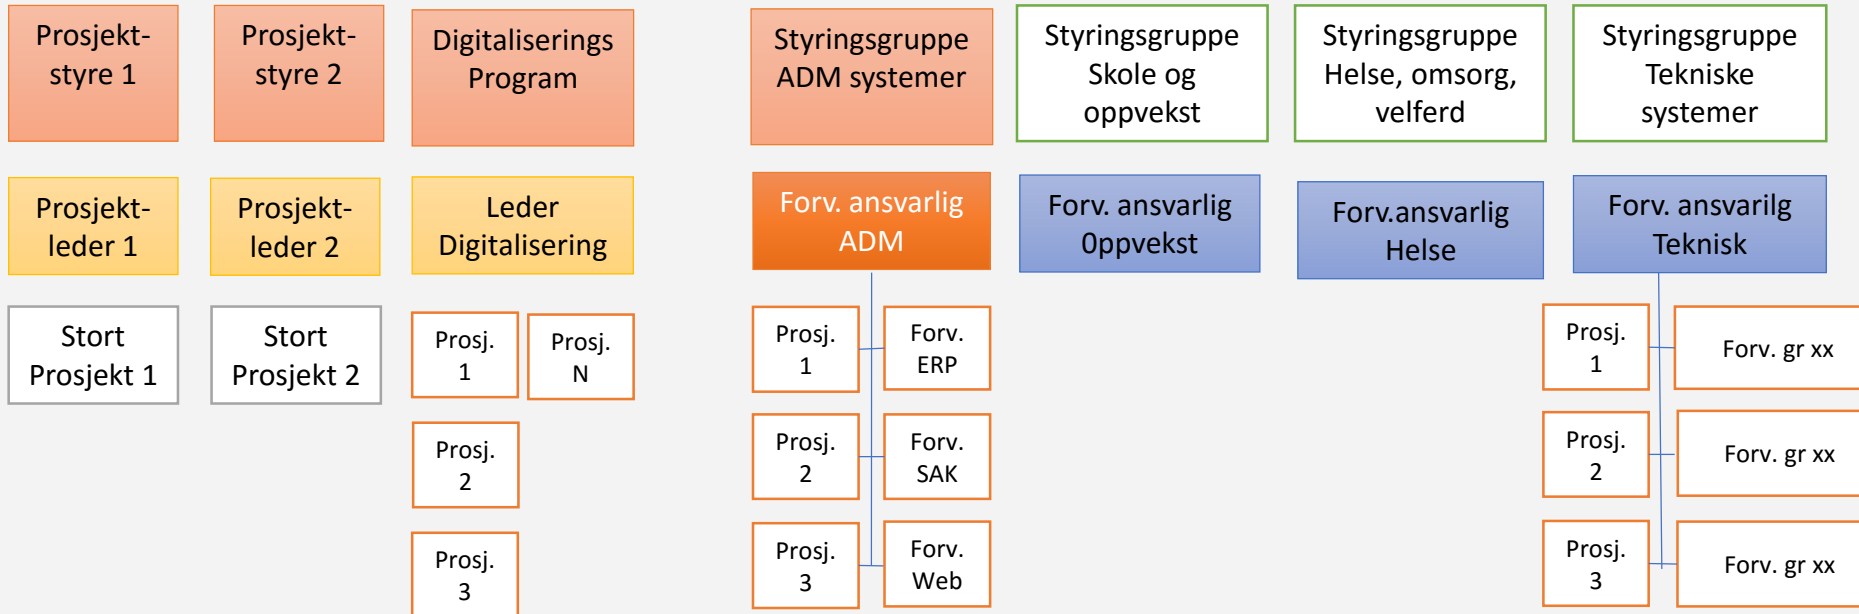 Prosjekt-
styre 1
Prosjekt-
styre 2
Digitaliserings
Program
Styringsgruppe
ADM systemer
Styringsgruppe
Skole og
oppvekst
Styringsgruppe
Helse, omsorg,
velferd
Styringsgruppe
Tekniske
systemer
Prosjekt-
leder 1
Prosjekt-
leder 2
Leder
Digitalisering
Forv. ansvarlig
ADM
Forv. ansvarlig
0ppvekst
Forv.ansvarlig
Helse
Forv. ansvarilg
Teknisk
Stort
Prosjekt 1
Stort
Prosjekt 2
Prosj.
1
Prosj.
N
Prosj.
1
Forv.
ERP
Prosj.
1
Forv. gr xx
Prosj.
2
Prosj.
2
Forv.
SAK
Prosj.
2
Forv. gr xx
Prosj.
3
Prosj.
3
Forv.
Web
Prosj.
3
Forv. gr xx